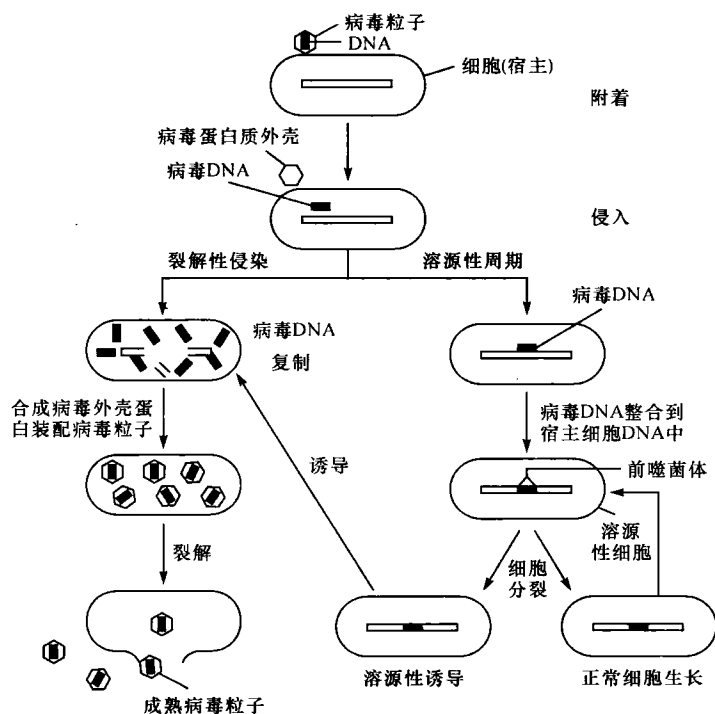 病毒粒子
DNA
细胞(宿主)
附着
病毒蛋白质外壳
病毒DNA
侵入
裂解性侵染
溶源性周期
病毒DNA
复制
病毒DNA
合成病毒外壳蛋
白装配病毒粒子
病毒DNA整合到
宿主细胞DNA中
诱导
前噬菌体
溶源
性细胞
裂解
细胞
分裂
溶源性诱导
正常细胞生长
成熟病毒粒子